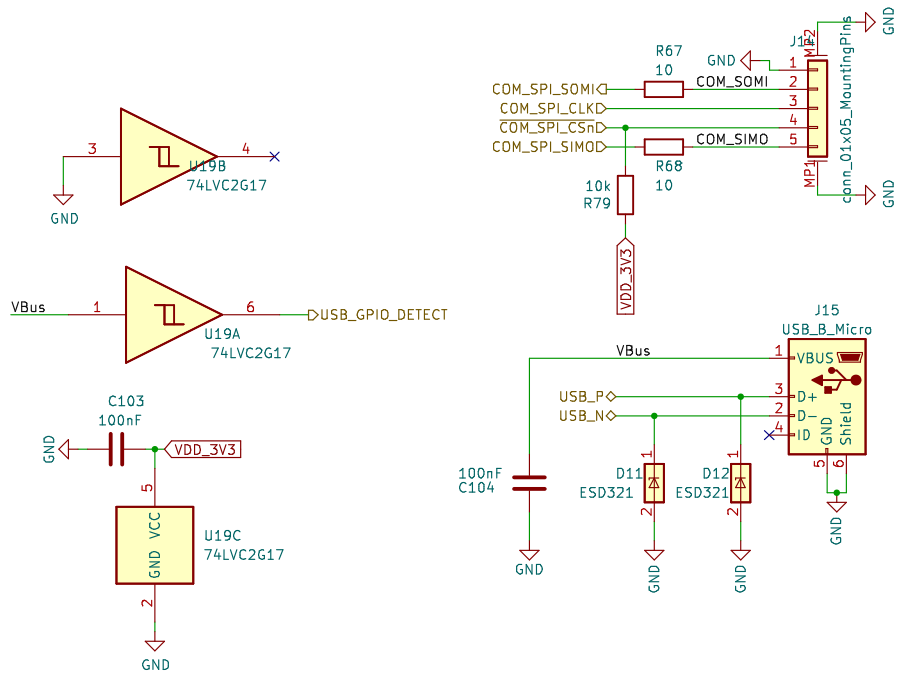 3
4
U19B
74LVC2G17
GND
VBus
1
6
USB_GPIO_DETECT
U19A
74LVC2G17
C103
100nF
GND
VDD_3V3
5
VCC
GND
U19C
74LVC2G17
2
GND
R67
10
COM_SPI_SOMI
COM_SPI_CLK
COM_SPI_CSn
COM_SPI_SIMO
COM_SOMI
COM_SIMO
R68
10
10k
R79
VDD_3V3
GND
J14
1
2
3
4
5
MP2
MP1
conn_01x05_MountingPins
GND
GND
J15
USB_B_Micro
VBus
1
VBUS
USB_P
3
D+
USB_N
2
D-
4
ID
GND
Shield
5
6
GND
100nF
C104
GND
D11
ESD321
1
2
GND
D12
ESD321
1
2
GND